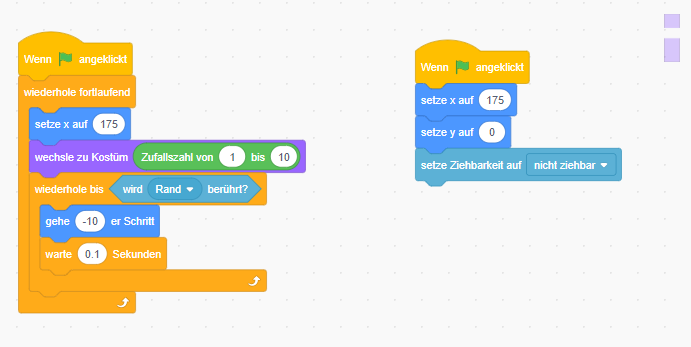 Wenn angeklickt
wiederhole fortlaufend
setze x auf 175
wechsle zu Kostüm Zufallszahl von 1 bis 10
wiederhole bis wird Rand berührt?
gehe -10 er Schritt
warte 0.1 Sekunden
Wenn angeklickt
setze x auf 175
setze y auf 0
setze Ziehbarkeit auf nicht ziehbar